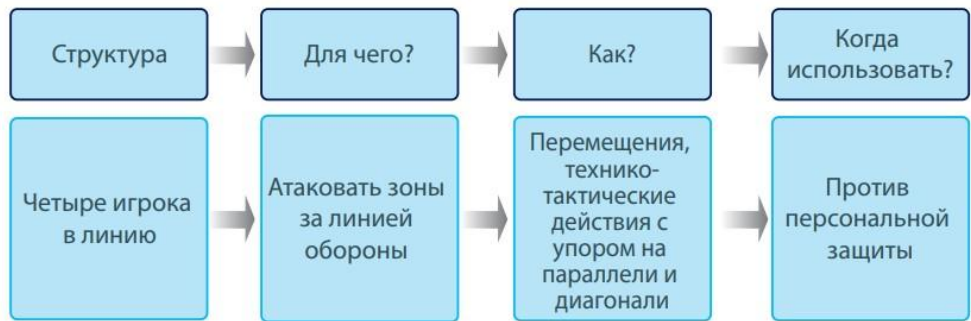 Структура
Для чего?
Как?
Когда
использовать?
Четыре игрока
в линию
Атаковать зоны
за линией
обороны
Перемещения,
технико-
тактические
действия с
упором на
параллели и
диагонали
Против
персональной
защиты